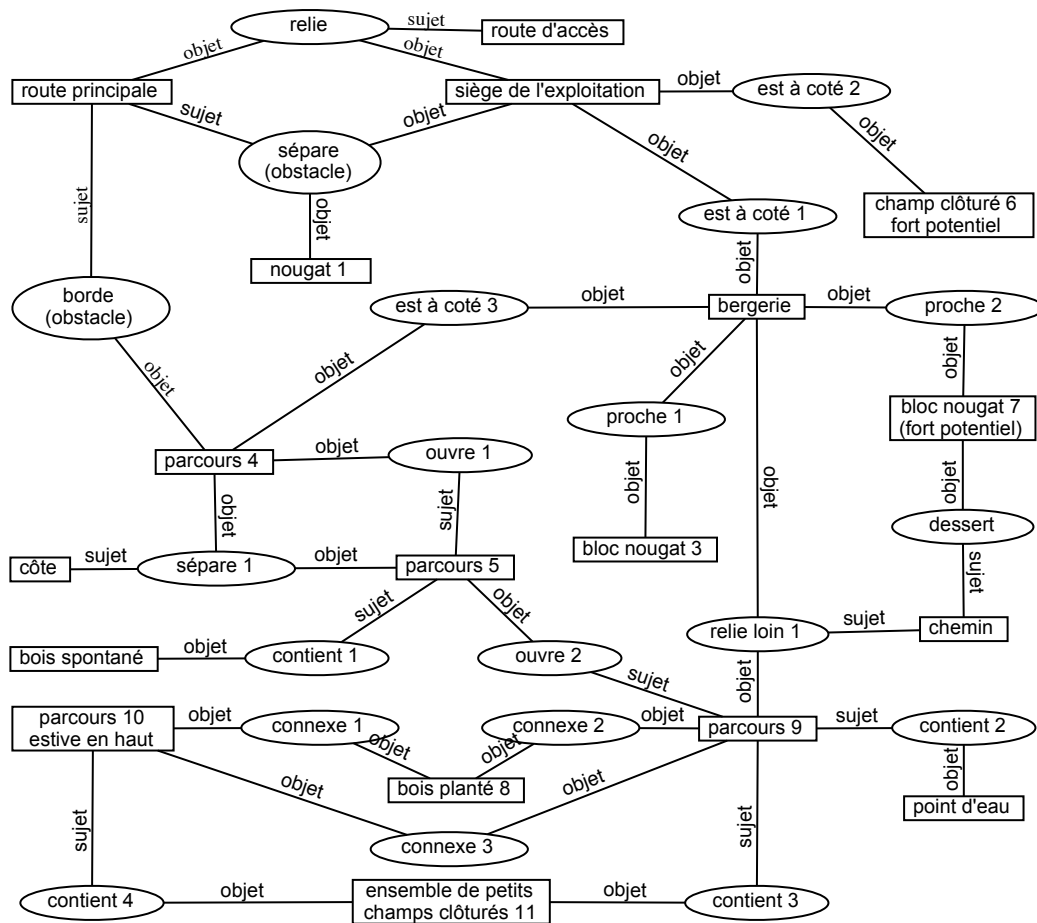 relie
sujet
route d'accès
objet
objet
route principale
siège de l'exploitation
objet
est à coté 2
sujet
objet
sépare
(obstacle)
objet
objet
sujet
objet
champ clôturé 6
fort potentiel
est à coté 1
nougat 1
objet
borde
(obstacle)
est à coté 3
objet
bergerie
objet
proche 2
objet
objet
objet
objet
proche 1
bloc nougat 7
(fort potentiel)
parcours 4
objet
ouvre 1
objet
objet
objet
sujet
objet
dessert
bloc nougat 3
côte
sujet
sépare 1
objet
parcours 5
sujet
sujet
objet
relie loin 1
sujet
chemin
bois spontané
objet
contient 1
ouvre 2
sujet
objet
parcours 10
estive en haut
objet
connexe 1
connexe 2
objet
parcours 9
sujet
contient 2
objet
objet
objet
bois planté 8
point d'eau
objet
objet
sujet
sujet
connexe 3
contient 4
objet
ensemble de petits
champs clôturés 11
objet
contient 3